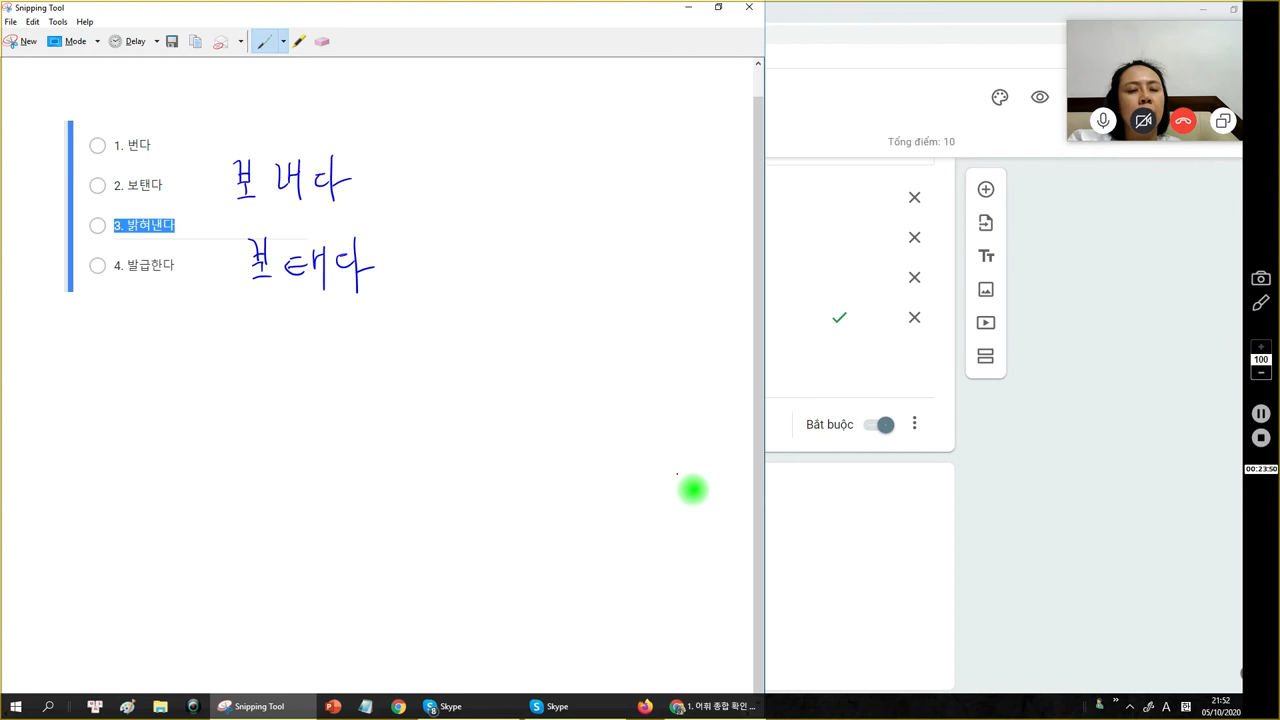 Snipping Tool
File Edit Tools Help
New Mode Delay
1. 번다
2. 보탠다
3. 밝혀낸다
4. 발급한다
보내다
보태다
Tổng điểm: 10
Bắt buộc
100
00:23:50
Snipping Tool
8 Skype
Skype
1. 어휘 종합 확인 ...
A
21:52
05/10/2020